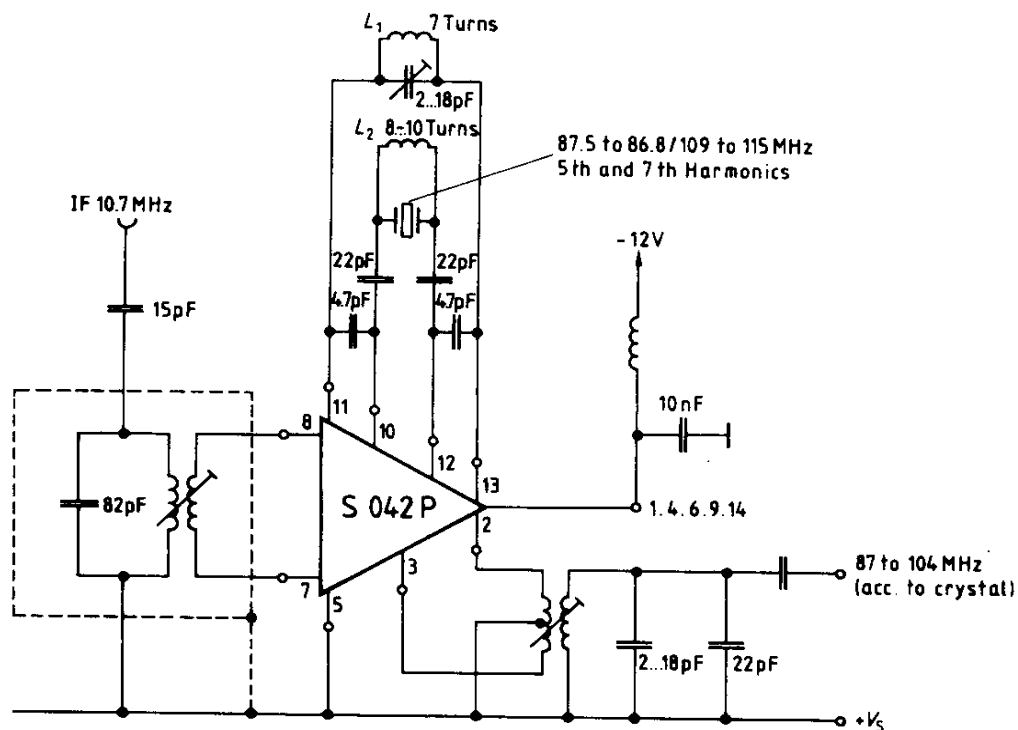 L1 7 Turns
2...18pF
L2 8-10 Turns
87.5 to 86.8/109 to 115 MHz
5th and 7th Harmonics
IF 10.7 MHz
-12V
22pF
22pF
15pF
4.7pF
4.7pF
11
10 nF
8
10
12
82pF
S 042 P
13
1.4.6.9.14
2
3
87 to 104 MHz
(acc. to crystal)
7
5
2...18pF
22pF
+Vs